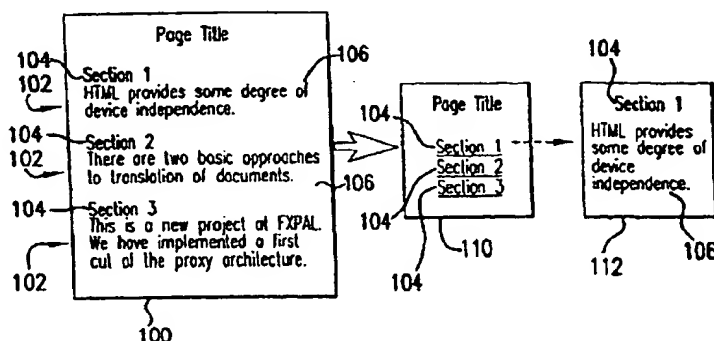 Page Title
104
106
Section 1
102
HTML provides some degree of
device independence.
104
Section 2
102
There are two basic approaches
to translation of documents.
106
104
Section 3
This is a new project at FXPAL.
We have implemented a first
cut of the proxy architecture.
102
100
Page Title
104
Section 1
Section 2
Section 3
104
104
110
104
Section 1
HTML provides
some degree of
device
independence.
112
106